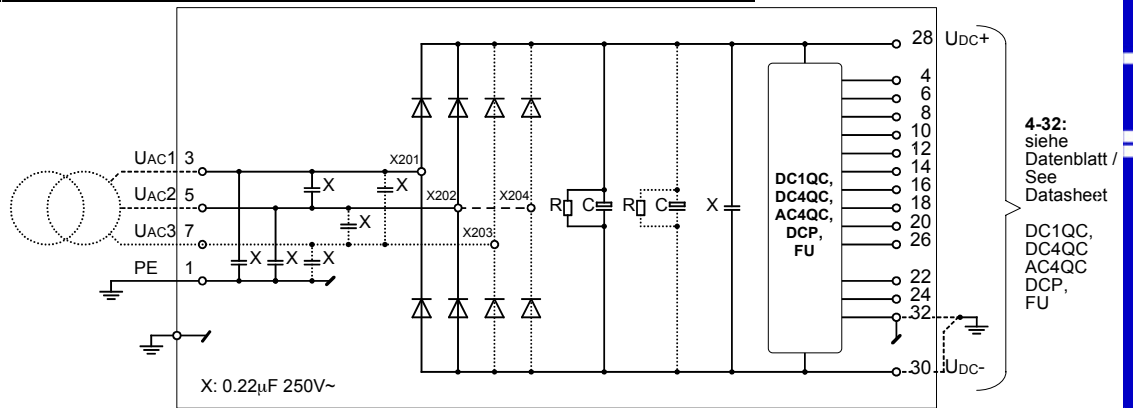 28 UDC+
4
6
8
10
12
14
16
18
20
26
22
24
32
30 UDC-
UAC1 3
UAC2 5
UAC3 7
PE 1
X201
X202
X203
X204
X
X
X
X
X
X
R
C
R
C
X
DC1QC,
DC4QC,
AC4QC,
DCP,
FU
4-32:
siehe
Datenblatt /
See
Datasheet
DC1QC,
DC4QC
AC4QC
DCP,
FU
X: 0.22µF 250V~